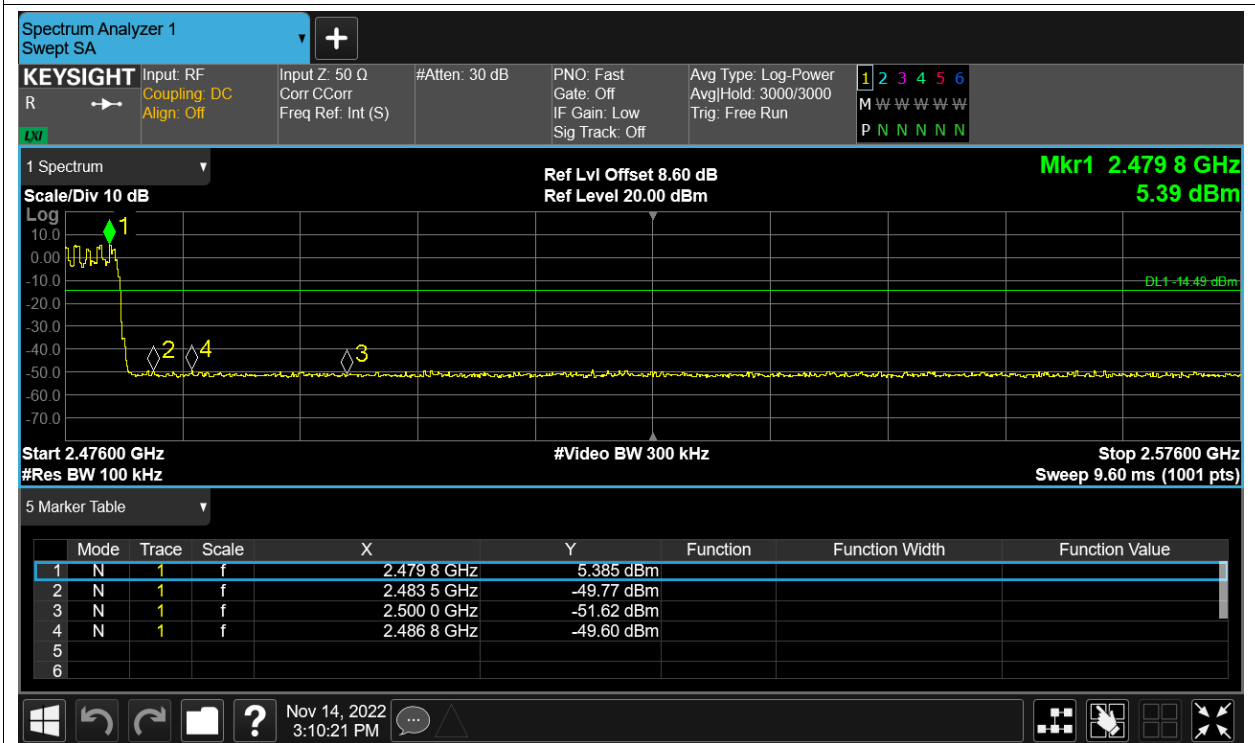 Spectrum Analyzer 1
Swept SA
KEYSIGHT Input: RF Input Z: 50 Ω #Atten: 30 dB PNO: Fast Avg Type: Log-Power 1 2 3 4 5 6
R Coupling: DC Corr CCorr Gate: Off Avg|Hold: 3000/3000 M W W W W W
Align: Off Freq Ref: Int (S) IF Gain: Low Trig: Free Run
LXI Sig Track: Off P N N N N N
1 Spectrum Ref Lvl Offset 8.60 dB Mkr1 2.479 8 GHz
Scale/Div 10 dB Ref Level 20.00 dBm 5.39 dBm
Log
1
10.0
0.00
-10.0
DL1 -14.49 dBm
-20.0
-30.0
-40.0
2 4 3
-50.0
-60.0
-70.0
Start 2.47600 GHz #Video BW 300 kHz Stop 2.57600 GHz
#Res BW 100 kHz Sweep 9.60 ms (1001 pts)
5 Marker Table
Mode Trace Scale X Y Function Function Width Function Value
1 N 1 f 2.479 8 GHz 5.385 dBm
2 N 1 f 2.483 5 GHz -49.77 dBm
3 N 1 f 2.500 0 GHz -51.62 dBm
4 N 1 f 2.486 8 GHz -49.60 dBm
5
6
? Nov 14, 2022
3:10:21 PM